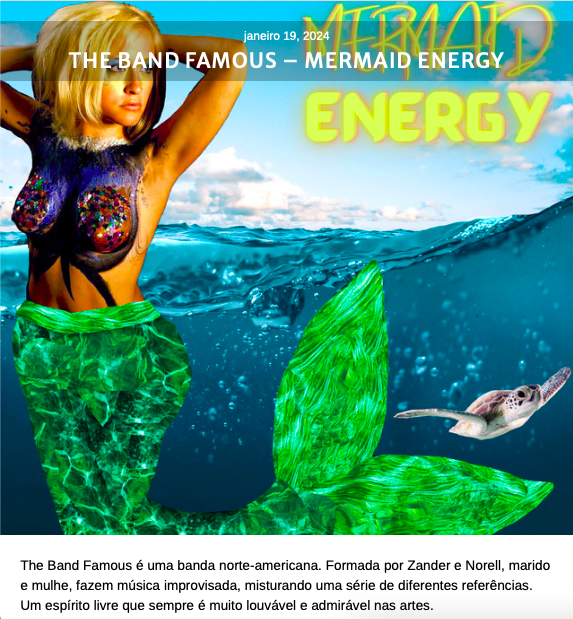 janeiro 19, 2024
THE BAND FAMOUS – MERMAID ENERGY
MERMAID
ENERGY
The Band Famous é uma banda norte-americana. Formada por Zander e Norell, marido
e mulhe, fazem música improvisada, misturando uma série de diferentes referências.
Um espírito livre que sempre é muito louvável e admirável nas artes.